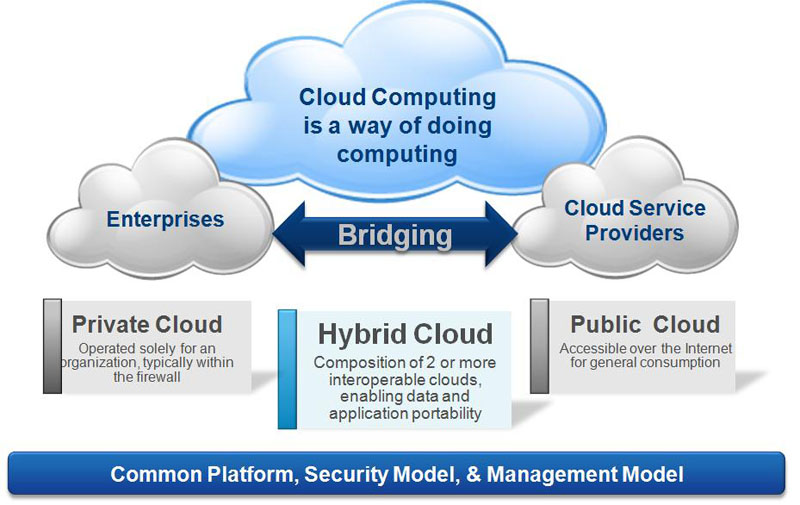 Cloud Computing
is a way of doing
computing
Enterprises
Bridging
Cloud Service
Providers
Private Cloud
Operated solely for an
organization, typically within
the firewall
Hybrid Cloud
Composition of 2 or more
interoperable clouds,
enabling data and
application portability
Public Cloud
Accessible over the Internet
for general consumption
Common Platform, Security Model, & Management Model